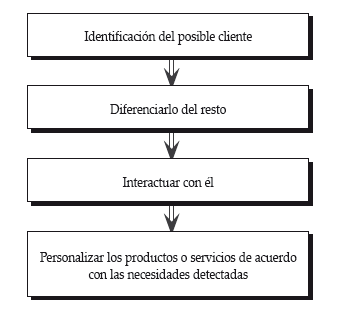 Identificación del posible cliente
Diferenciarlo del resto
Interactuar con él
Personalizar los productos o servicios de acuerdo
con las necesidades detectadas